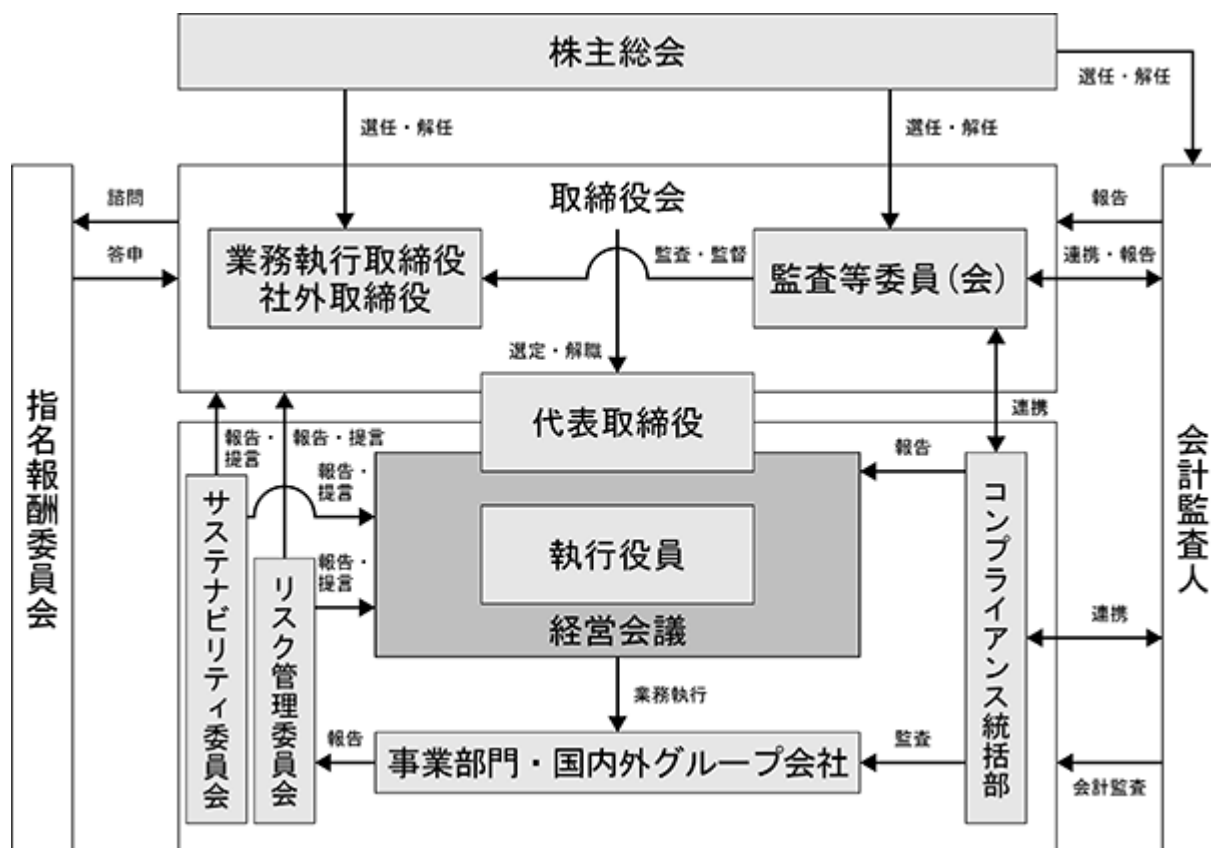 株主総会
選任・解任
選任・解任
選任・解任
諮問
取締役会
報告
答申
業務執行取締役
社外取締役
監査・監督
監査等委員(会)
連携・報告
選定・解職
代表取締役
連携
指名報酬委員会
会計監査人
報告・
提言
報告・提言
報告・
提言
報告
サステナビリティ委員会
リスク管理委員会
執行役員
コンプライアンス統括部
報告・
提言
経営会議
連携
業務執行
報告
事業部門・国内外グループ会社
監査
会計監査